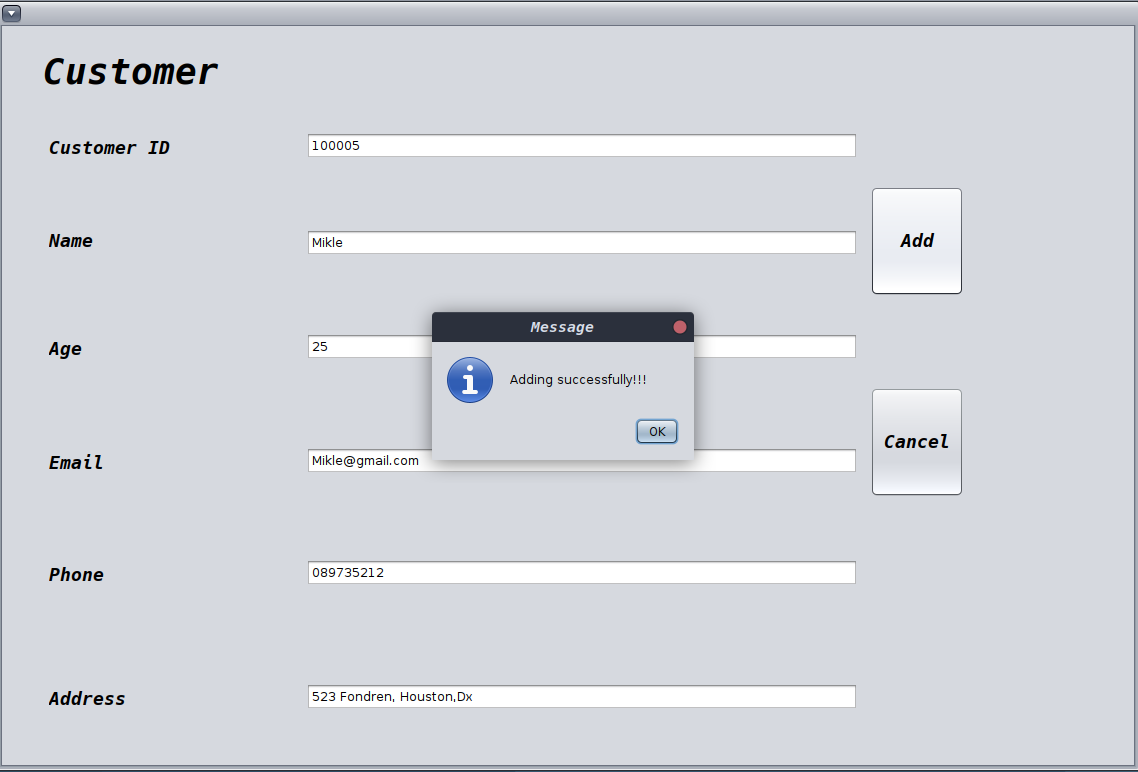 Customer
Customer ID
100005
Name
Mikle
Add
Message
Age
25
Adding successfully!!!
OK
Cancel
Email
Mikle@gmail.com
Phone
089735212
Address
523 Fondren, Houston,Dx